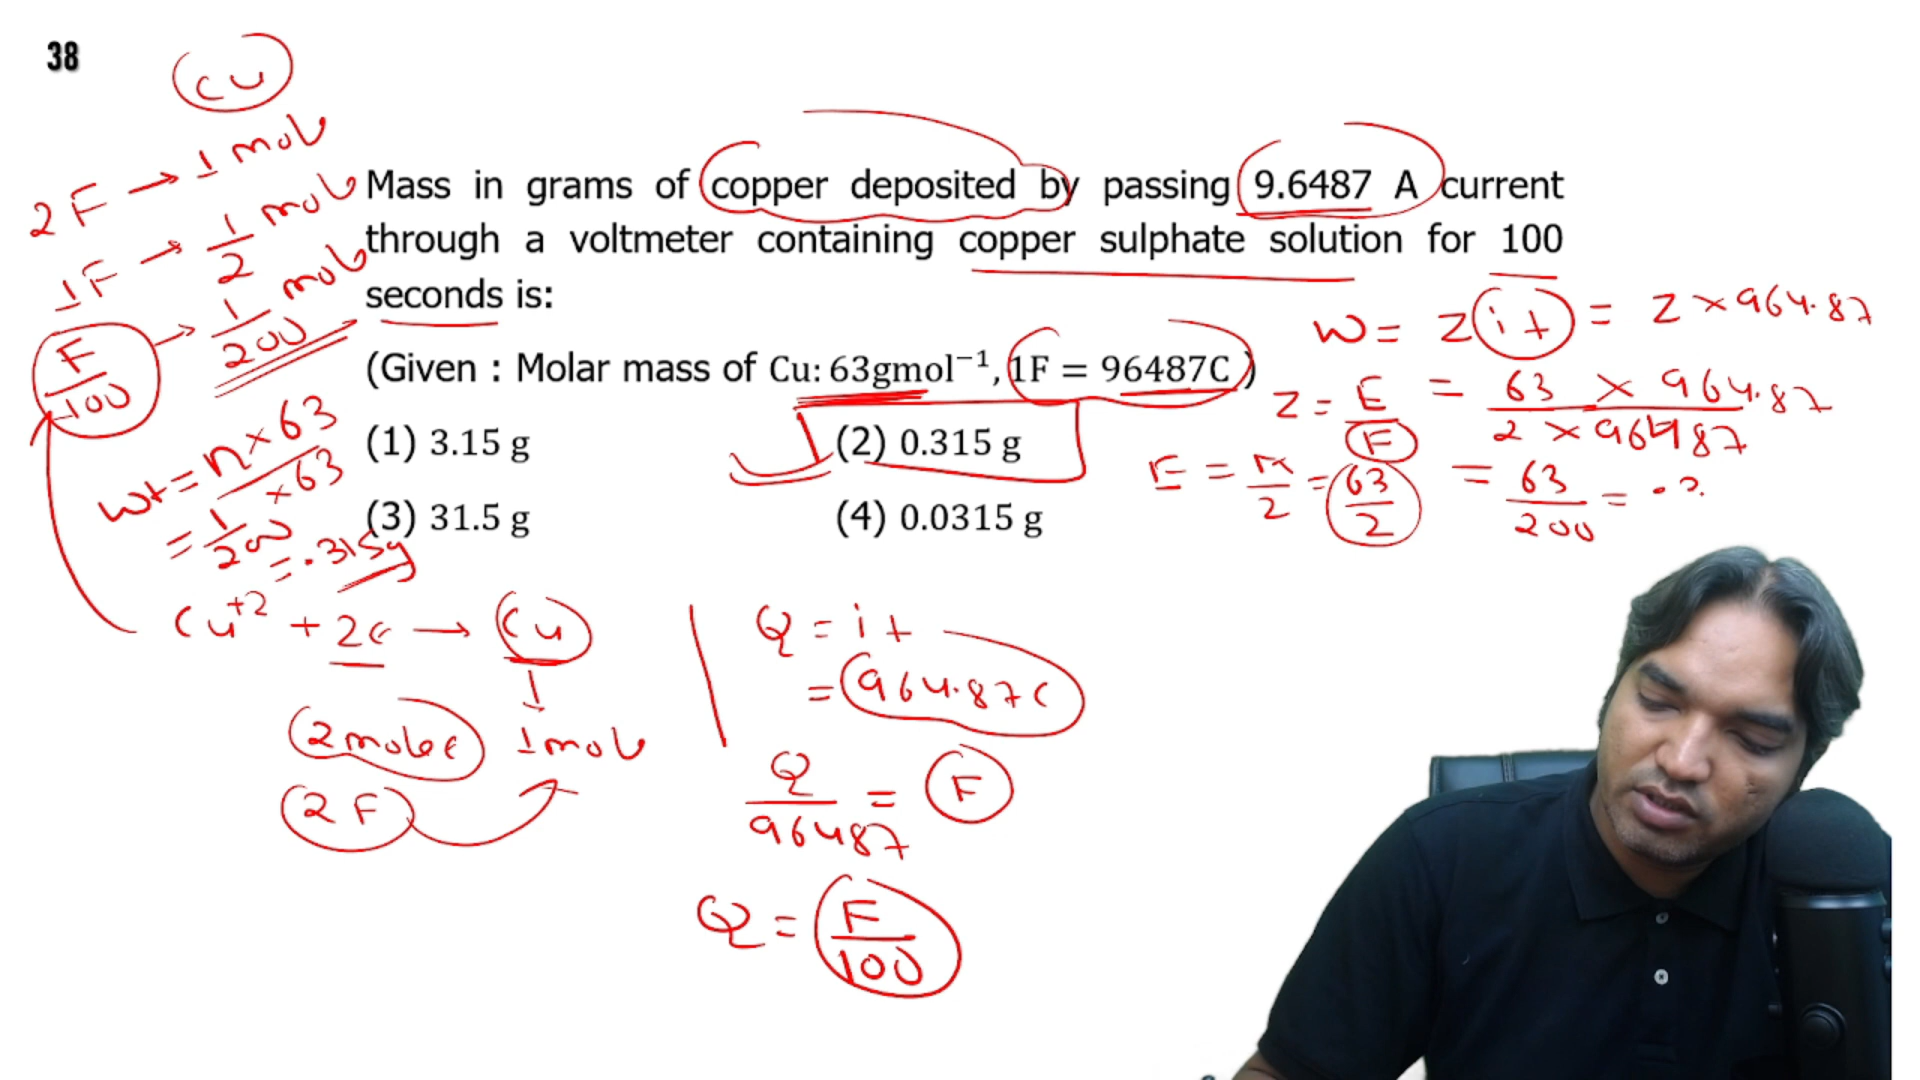 38
Cu
2F → 1 mol
1F → 1/2 mol
F/100 → 1/200 mol
Mass in grams of copper deposited by passing 9.6487 A current
through a voltmeter containing copper sulphate solution for 100
seconds is:
(Given : Molar mass of Cu: 63gmol⁻¹, 1F = 96487C )
(1) 3.15 g
(2) 0.315 g
(3) 31.5 g
(4) 0.0315 g
wt = n × 63
= 1/200 × 63
= .315g
Cu⁺² + 2e → Cu
2 mole e 1 mol
2 F
Q = it
= 964.87C
Q/96487 = F
Q = F/100
W = Z it = Z × 964.87
Z = E/F = 63 × 964.87 / 2 × 96487
E = M/2 = 63/2 = 63/200 = .3